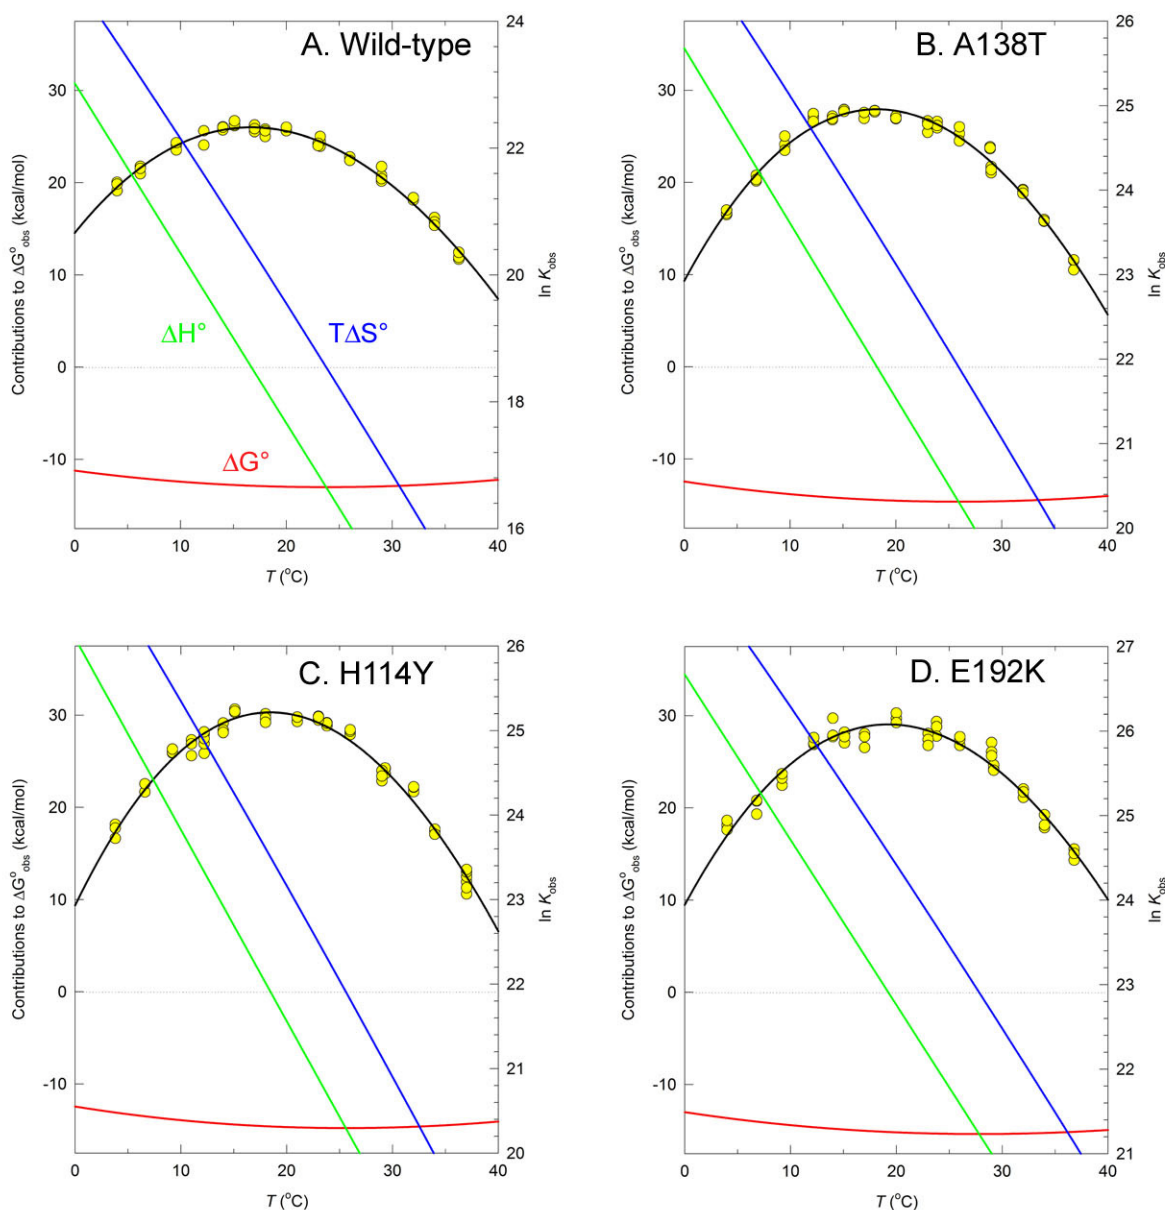 A. Wild-type
Contributions to ΔG°obs (kcal/mol)
30
20
10
0
-10
24
22
20
18
16
ln Kobs
ΔH°
TΔS°
ΔG°
0 10 20 30 40
T (°C)
B. A138T
Contributions to ΔG°obs (kcal/mol)
30
20
10
0
-10
26
25
24
23
22
21
20
ln Kobs
0 10 20 30 40
T (°C)
C. H114Y
Contributions to ΔG°obs (kcal/mol)
30
20
10
0
-10
26
25
24
23
22
21
20
ln Kobs
0 10 20 30 40
T (°C)
D. E192K
Contributions to ΔG°obs (kcal/mol)
30
20
10
0
-10
27
26
25
24
23
22
21
ln Kobs
0 10 20 30 40
T (°C)